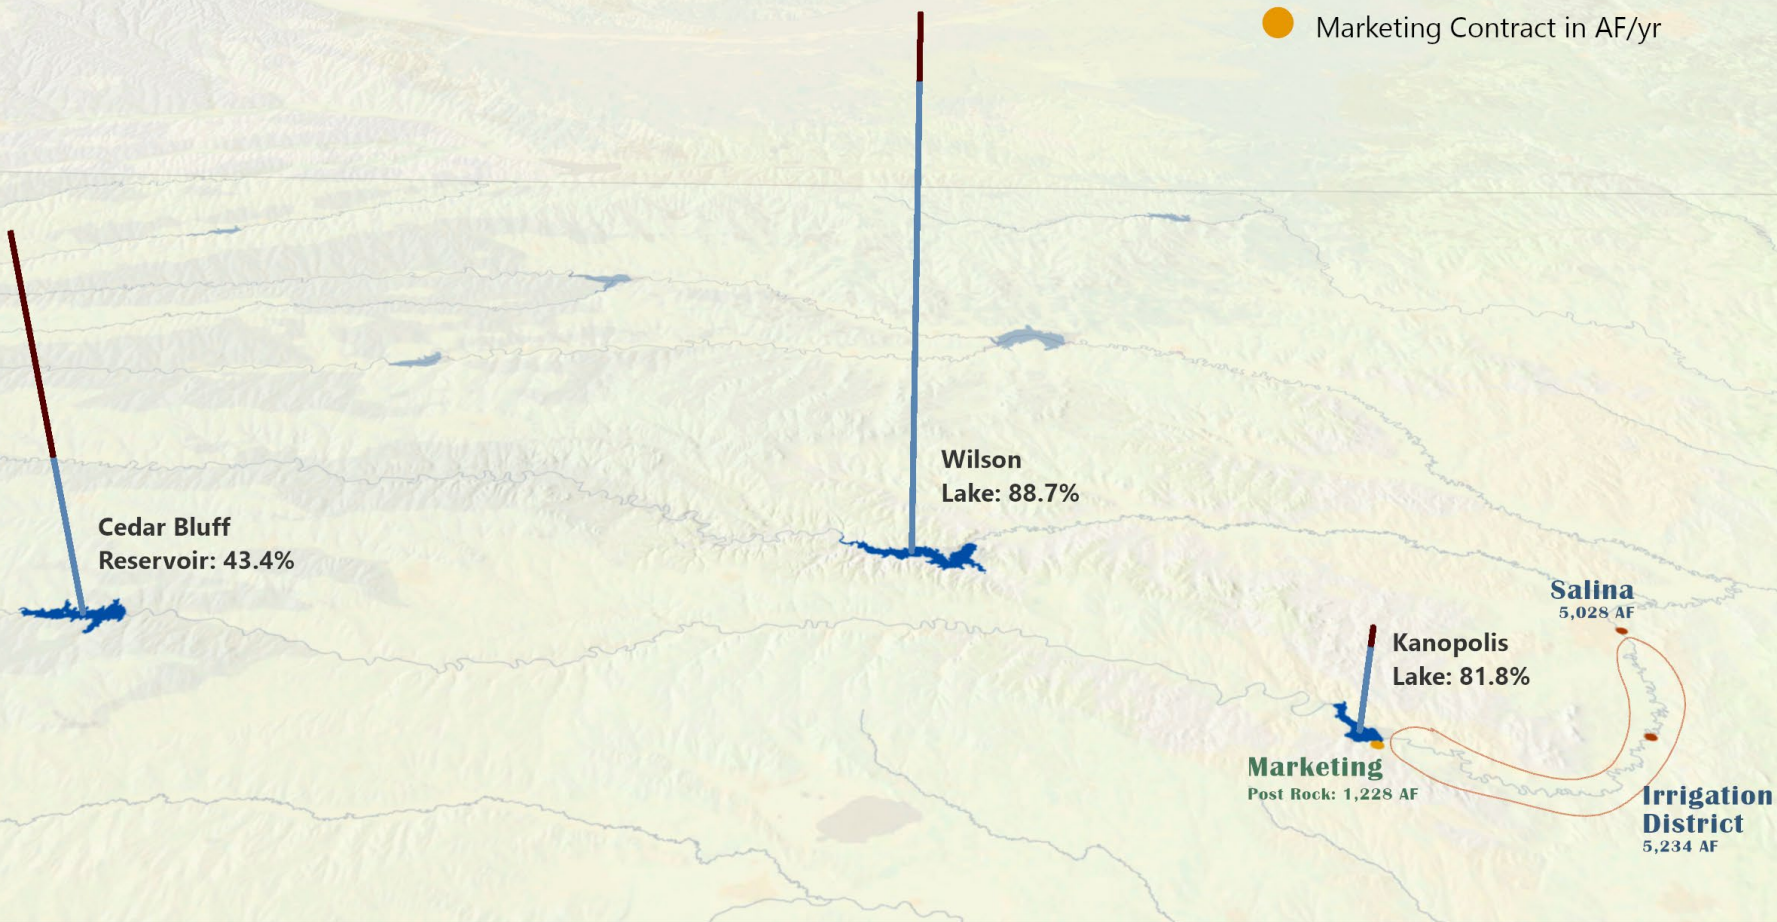 Marketing Contract in AF/yr
Wilson
Lake: 88.7%
Cedar Bluff
Reservoir: 43.4%
Salina
5,028 AF
Kanopolis
Lake: 81.8%
Marketing
Post Rock: 1,228 AF
Irrigation
District
5,234 AF